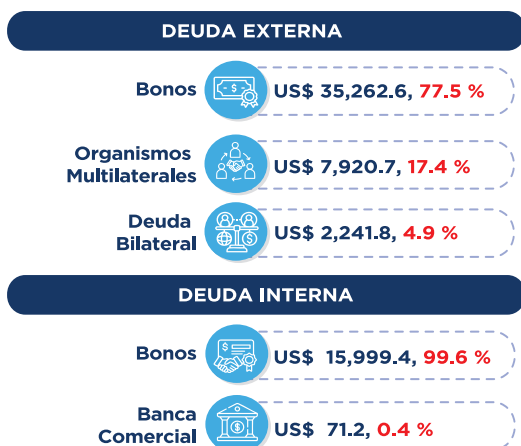 DEUDA EXTERNA
Bonos
US$ 35,262.6, 77.5 %
Organismos
Multilaterales
US$ 7,920.7, 17.4 %
Deuda
Bilateral
US$ 2,241.8, 4.9 %
DEUDA INTERNA
Bonos
US$ 15,999.4, 99.6 %
Banca
Comercial
US$ 71.2, 0.4 %